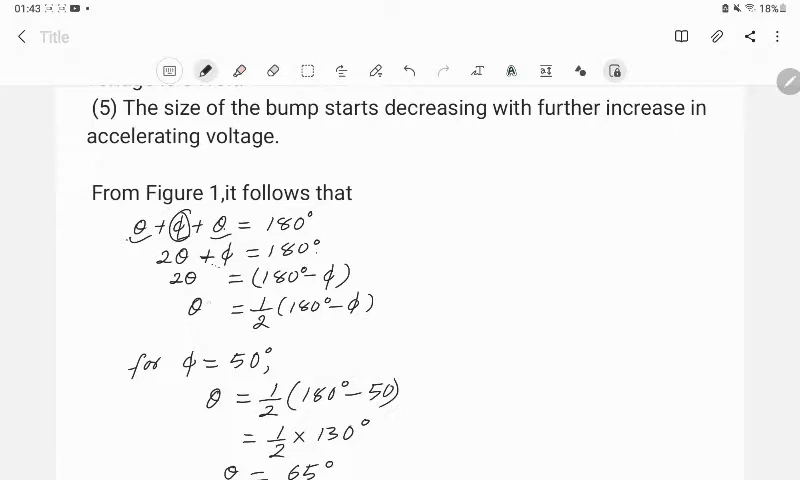 01:43
18%
Title
(5) The size of the bump starts decreasing with further increase in
accelerating voltage.
From Figure 1,it follows that
θ + ϕ + θ = 180°
2θ + ϕ = 180°
2θ = (180° - ϕ)
θ = 1/2 (180° - ϕ)
for ϕ = 50°,
θ = 1/2 (180° - 50)
= 1/2 × 130°
θ = 65°